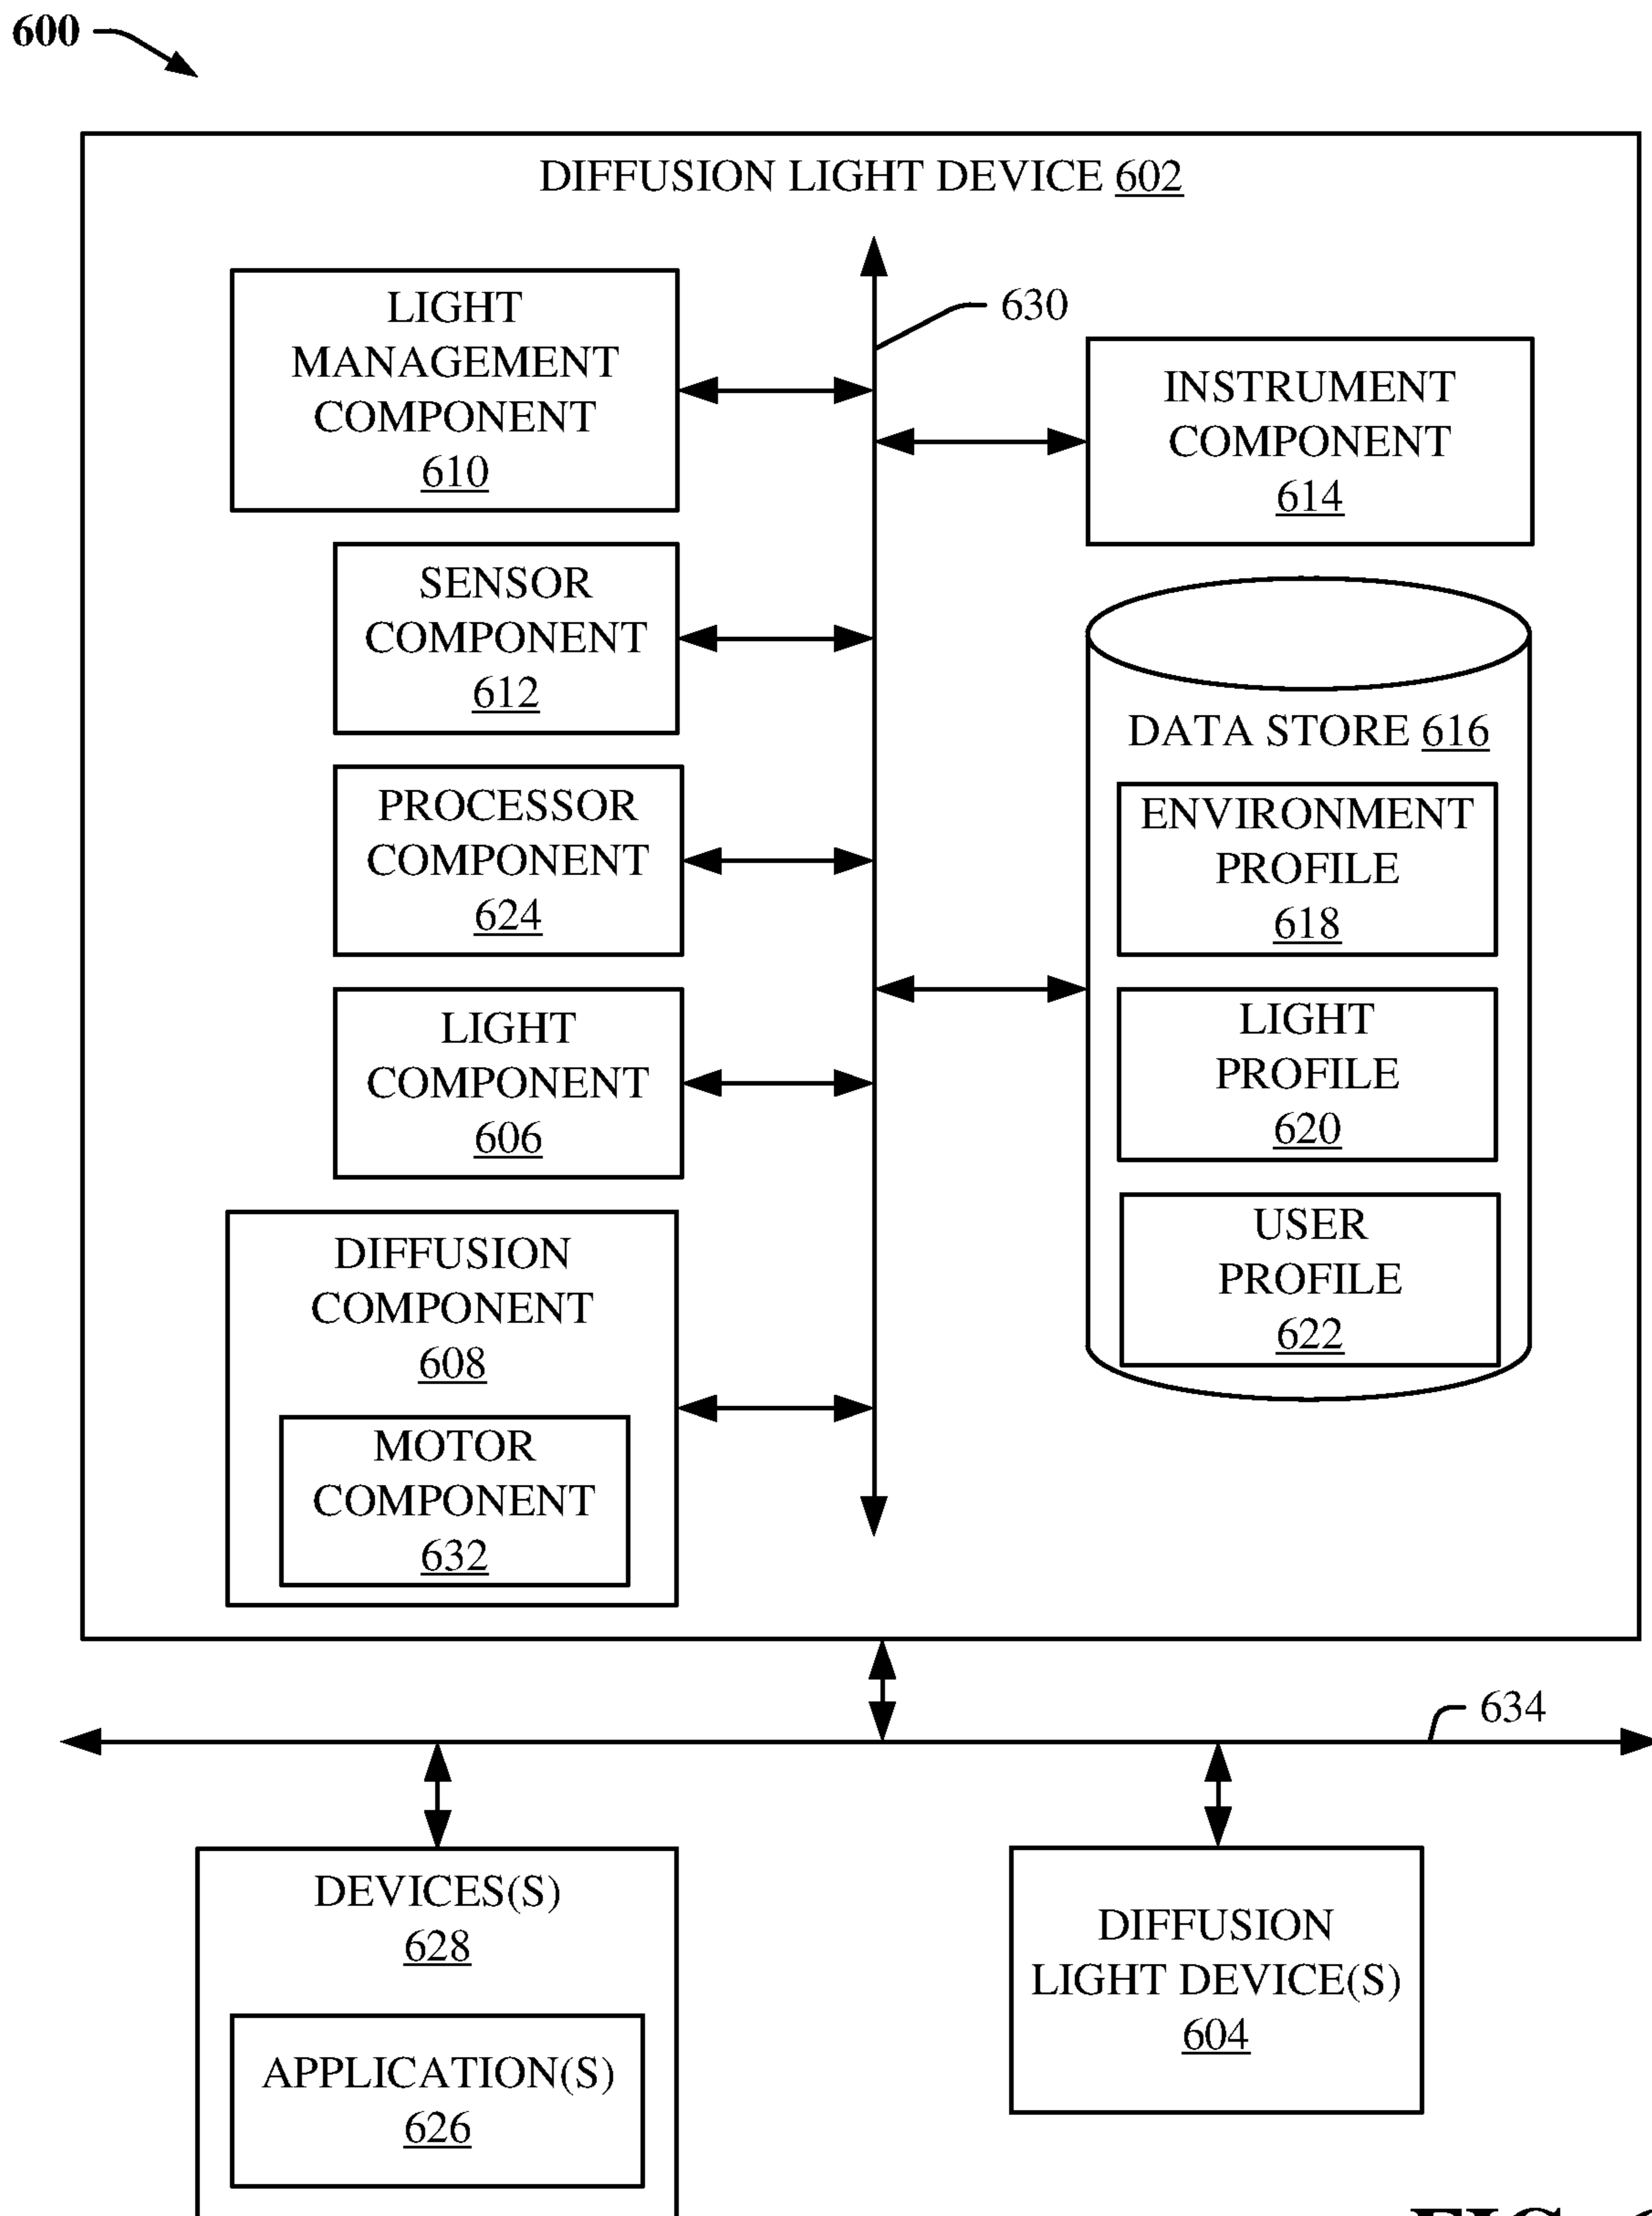 600
DIFFUSION LIGHT DEVICE 602
630
LIGHT
MANAGEMENT
COMPONENT
610
INSTRUMENT
COMPONENT
614
SENSOR
COMPONENT
612
DATA STORE 616
PROCESSOR
COMPONENT
624
ENVIRONMENT
PROFILE
618
LIGHT
COMPONENT
606
LIGHT
PROFILE
620
DIFFUSION
COMPONENT
608
USER
PROFILE
622
MOTOR
COMPONENT
632
634
DEVICES(S)
628
APPLICATION(S)
626
DIFFUSION
LIGHT DEVICE(S)
604